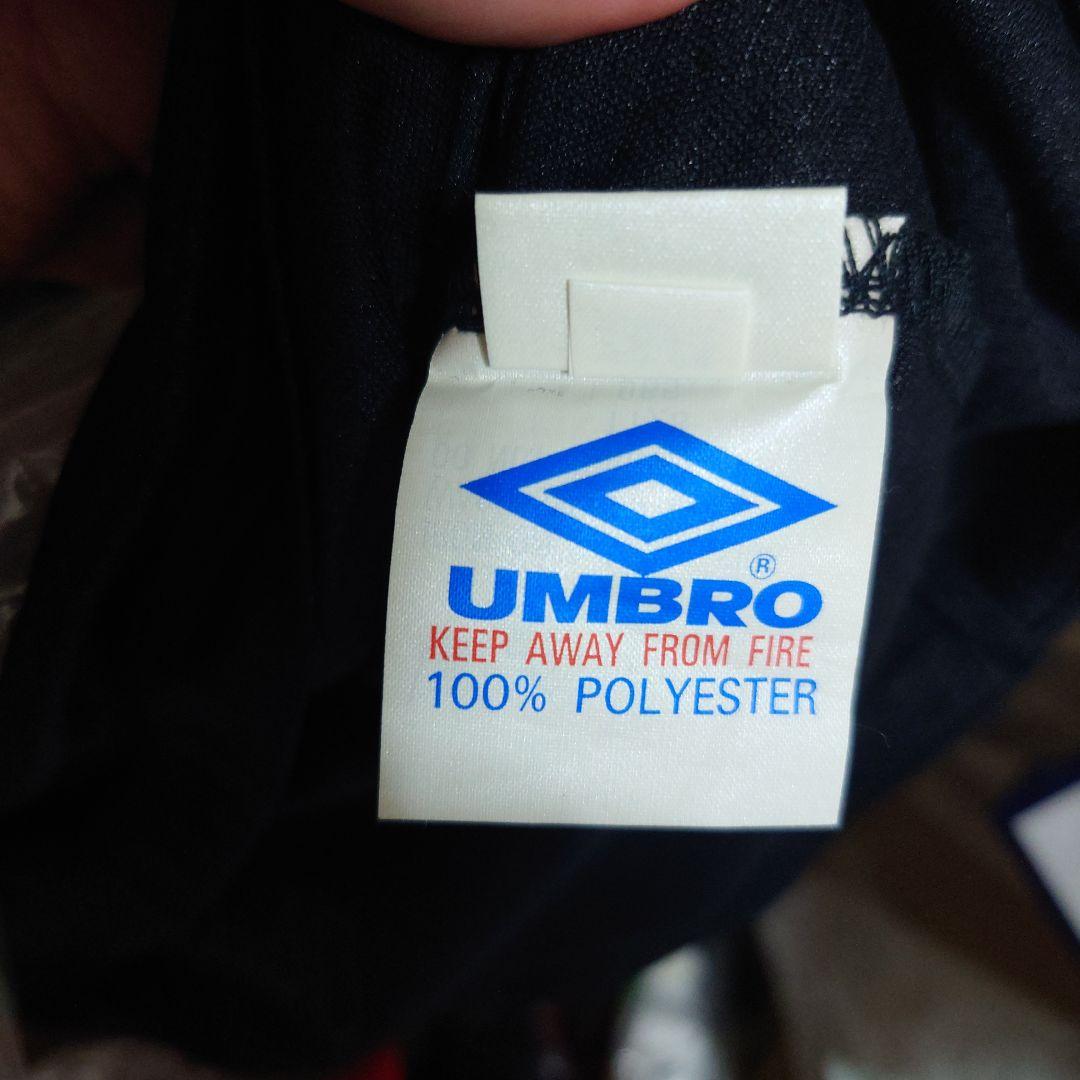 UMBRO®
KEEP AWAY FROM FIRE
100% POLYESTER